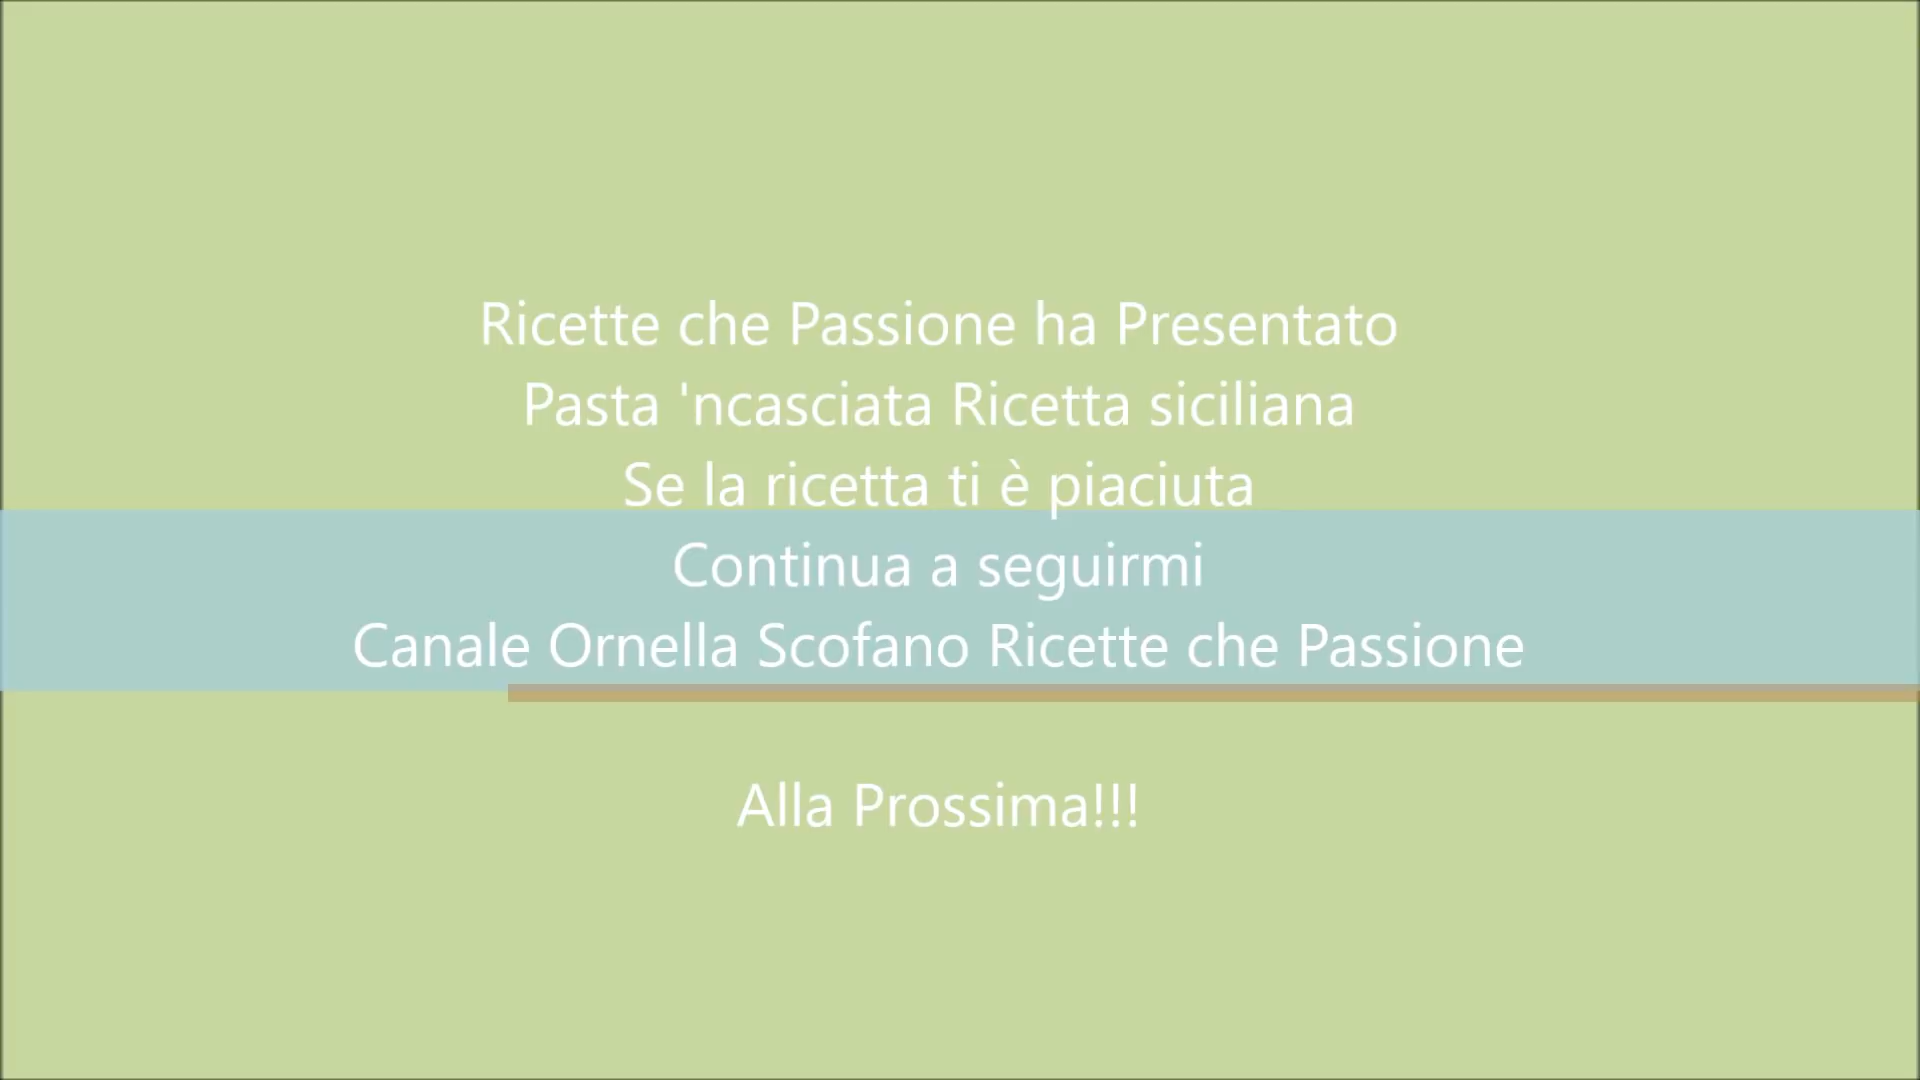 Ricette che Passione ha Presentato
Pasta 'ncasciata Ricetta siciliana
Se la ricetta ti è piaciuta
Continua a seguirmi
Canale Ornella Scofano Ricette che Passione
Alla Prossima!!!